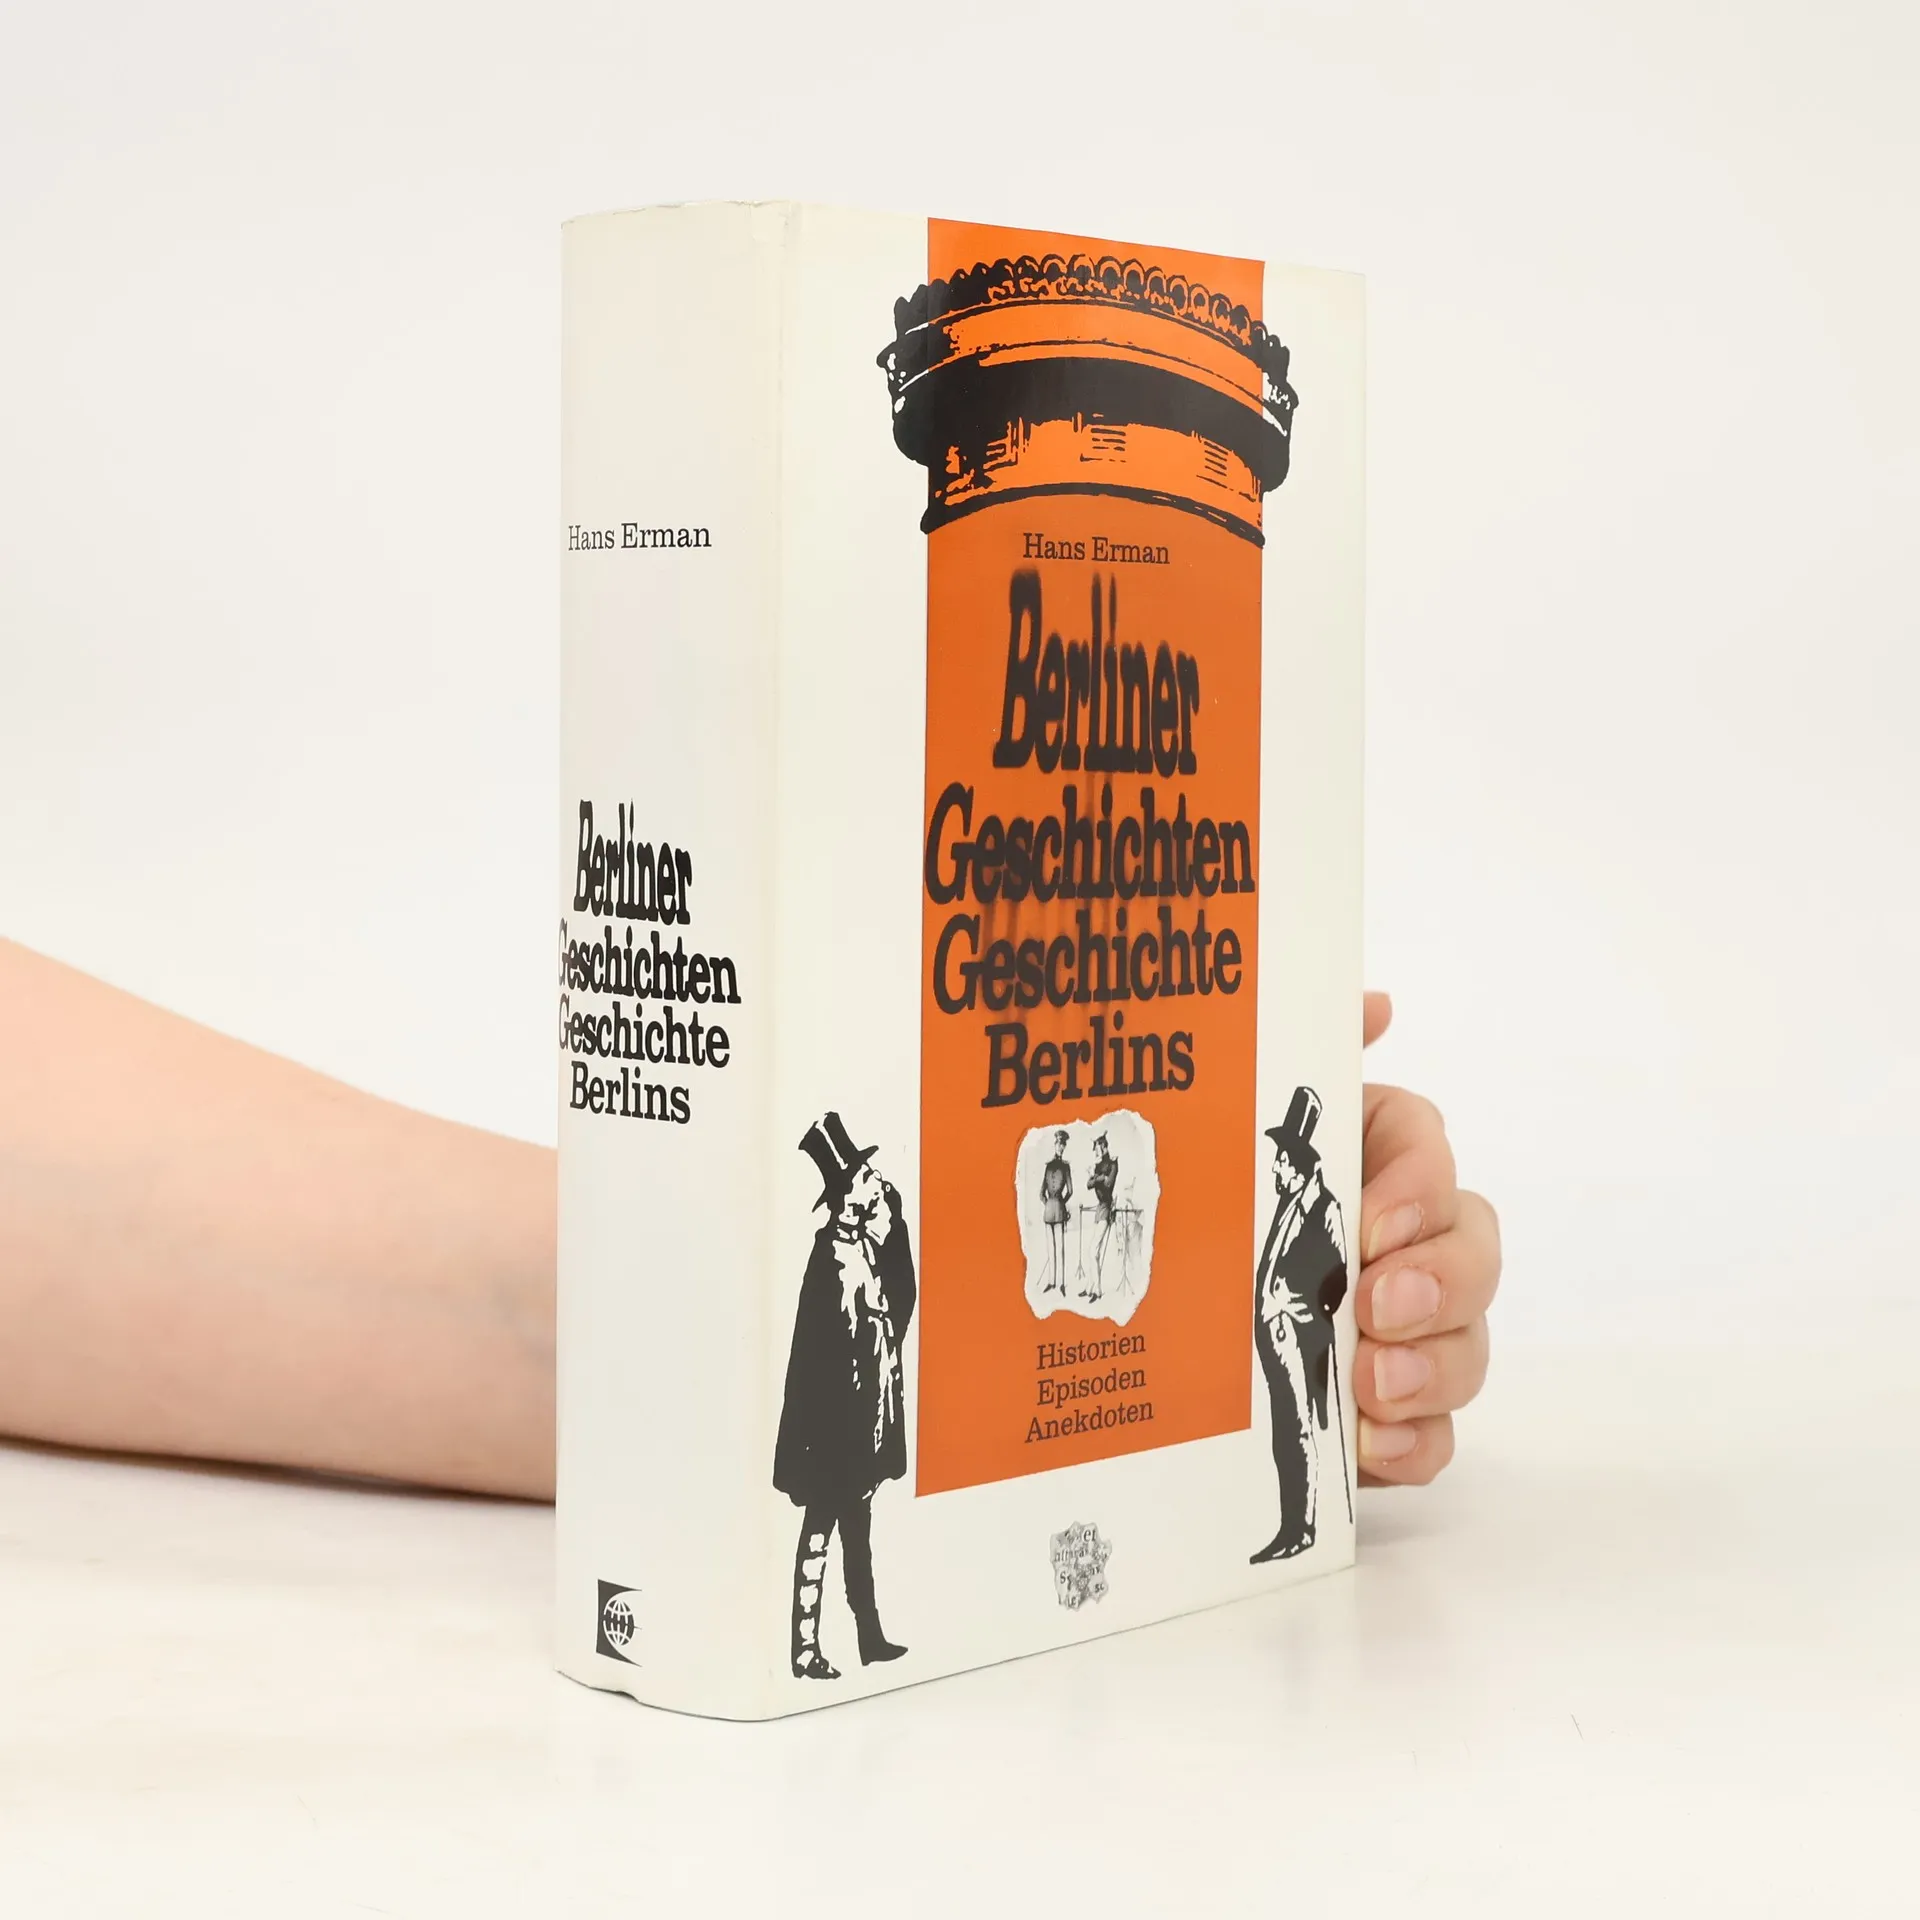 Hans Erman
Berliner
Geschichten
Geschichte
Berlins
Hans Erman
Berliner
Geschichten
Geschichte
Berlins
Historien
Episoden
Anekdoten